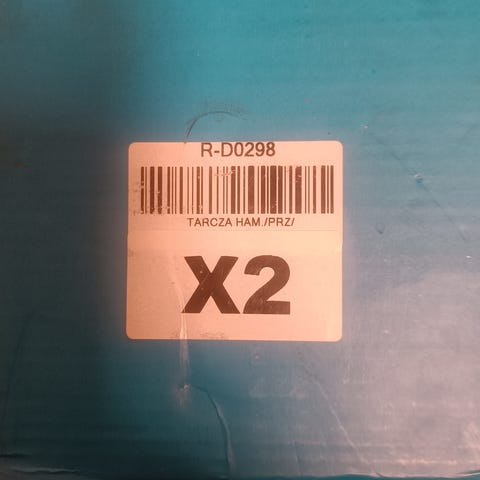 R-D0298
TARCZA HAM./PRZ/
X2